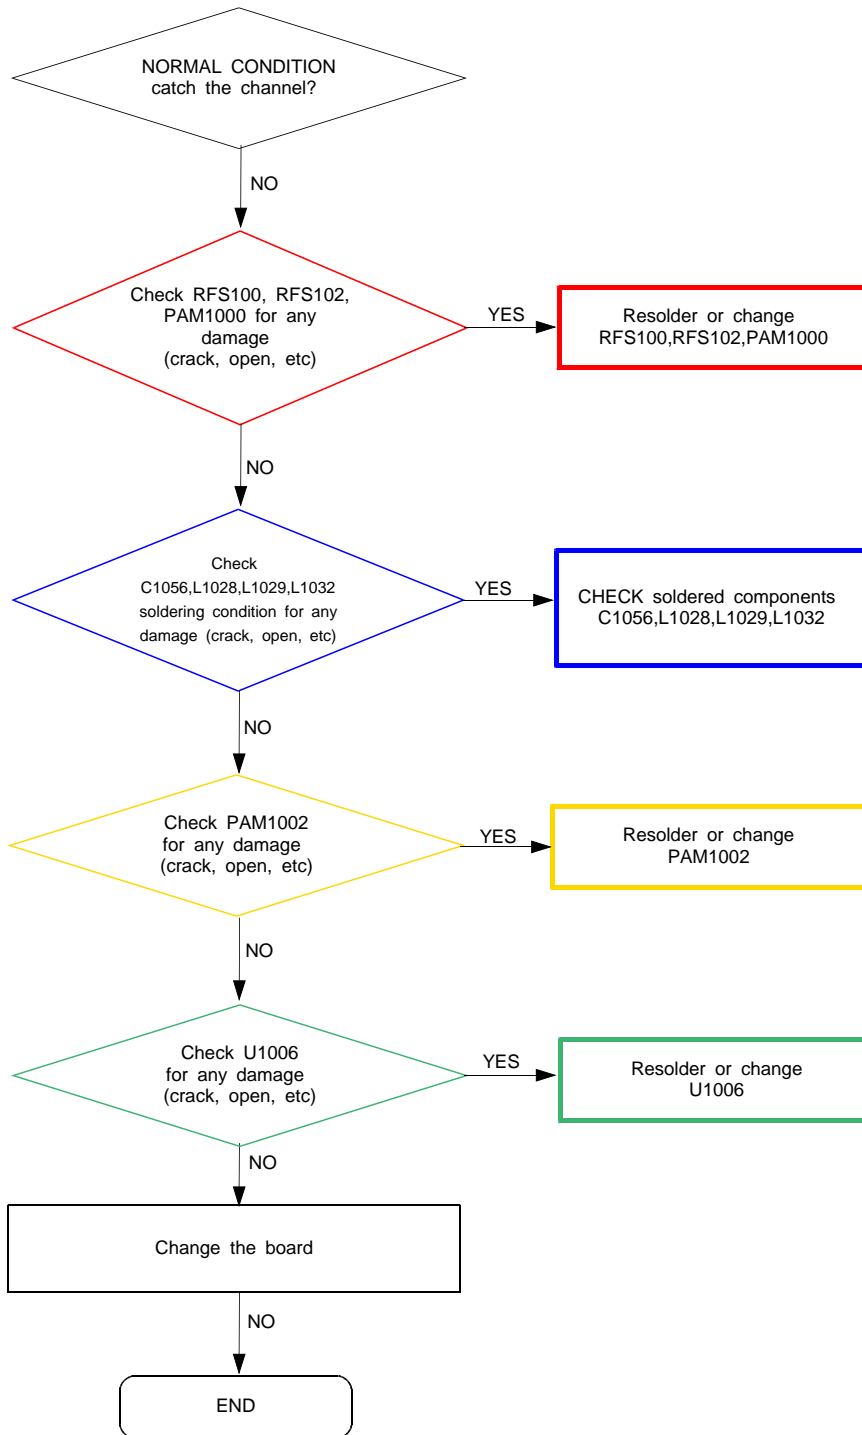 NORMAL CONDITION
catch the channel?
NO
Check RFS100, RFS102,
PAM1000 for any
damage
(crack, open, etc)
YES
Resolder or change
RFS100,RFS102,PAM1000
NO
Check
C1056,L1028,L1029,L1032
soldering condition for any
damage (crack, open, etc)
YES
CHECK soldered components
C1056,L1028,L1029,L1032
NO
Check PAM1002
for any damage
(crack, open, etc)
YES
Resolder or change
PAM1002
NO
Check U1006
for any damage
(crack, open, etc)
YES
Resolder or change
U1006
NO
Change the board
NO
END